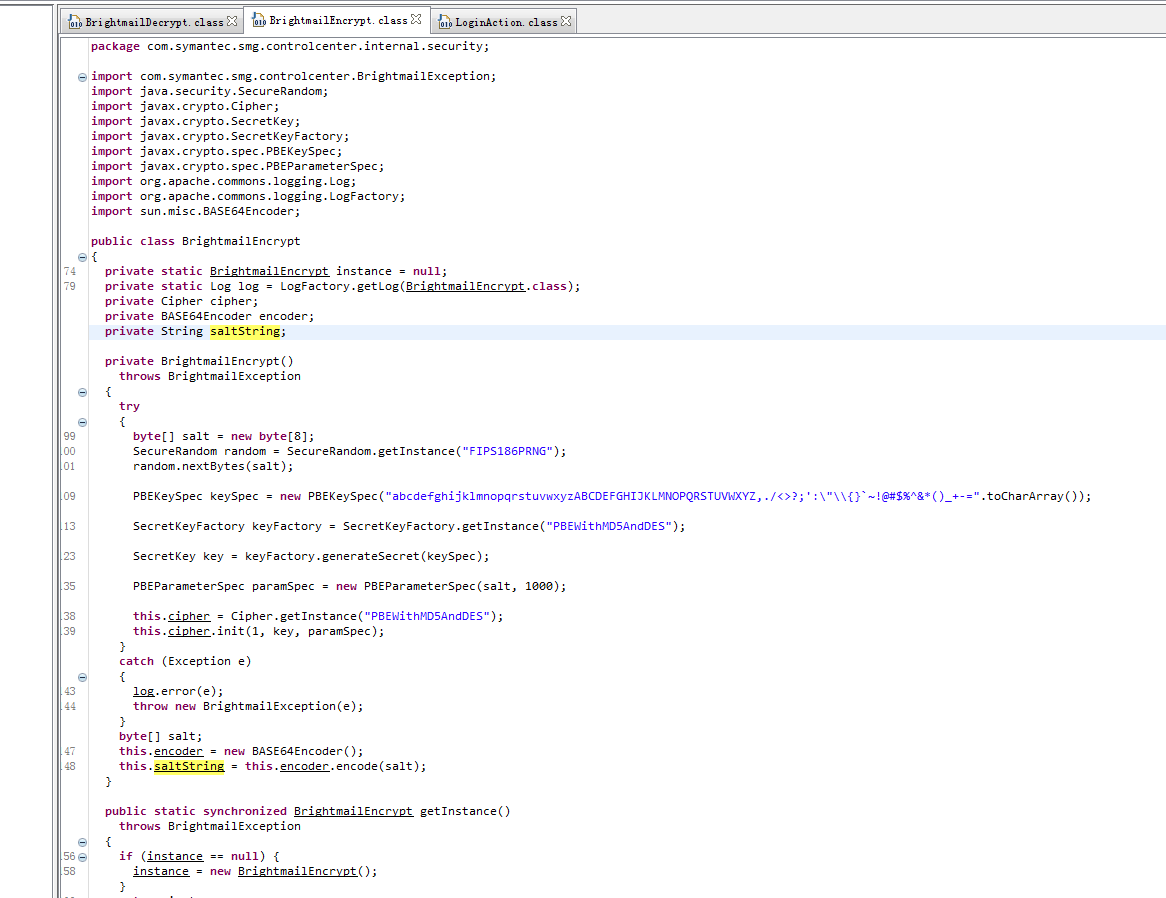 BrightmailDecrypt.class BrightmailEncrypt.class LoginAction.class
package com.symantec.smg.controlcenter.internal.security;
import com.symantec.smg.controlcenter.BrightmailException;
import java.security.SecureRandom;
import javax.crypto.Cipher;
import javax.crypto.SecretKey;
import javax.crypto.SecretKeyFactory;
import javax.crypto.spec.PBEKeySpec;
import javax.crypto.spec.PBEParameterSpec;
import org.apache.commons.logging.Log;
import org.apache.commons.logging.LogFactory;
import sun.misc.BASE64Encoder;
public class BrightmailEncrypt
{
74 private static BrightmailEncrypt instance = null;
79 private static Log log = LogFactory.getLog(BrightmailEncrypt.class);
private Cipher cipher;
private BASE64Encoder encoder;
private String saltString;
private BrightmailEncrypt()
throws BrightmailException
{
try
{
99 byte[] salt = new byte[8];
00 SecureRandom random = SecureRandom.getInstance("FIPS186PRNG");
01 random.nextBytes(salt);
09 PBEKeySpec keySpec = new PBEKeySpec("abcdefghijklmnopqrstuvwxyzABCDEFGHIJKLMNOPQRSTUVWXYZ,./<>?;':\"\\{}`~!@#$%^&*()_+-=".toCharArray());
13 SecretKeyFactory keyFactory = SecretKeyFactory.getInstance("PBEWithMD5AndDES");
23 SecretKey key = keyFactory.generateSecret(keySpec);
35 PBEParameterSpec paramSpec = new PBEParameterSpec(salt, 1000);
38 this.cipher = Cipher.getInstance("PBEWithMD5AndDES");
39 this.cipher.init(1, key, paramSpec);
}
catch (Exception e)
{
43 log.error(e);
44 throw new BrightmailException(e);
}
byte[] salt;
47 this.encoder = new BASE64Encoder();
48 this.saltString = this.encoder.encode(salt);
}
public static synchronized BrightmailEncrypt getInstance()
throws BrightmailException
{
56 if (instance == null) {
58 instance = new BrightmailEncrypt();
}